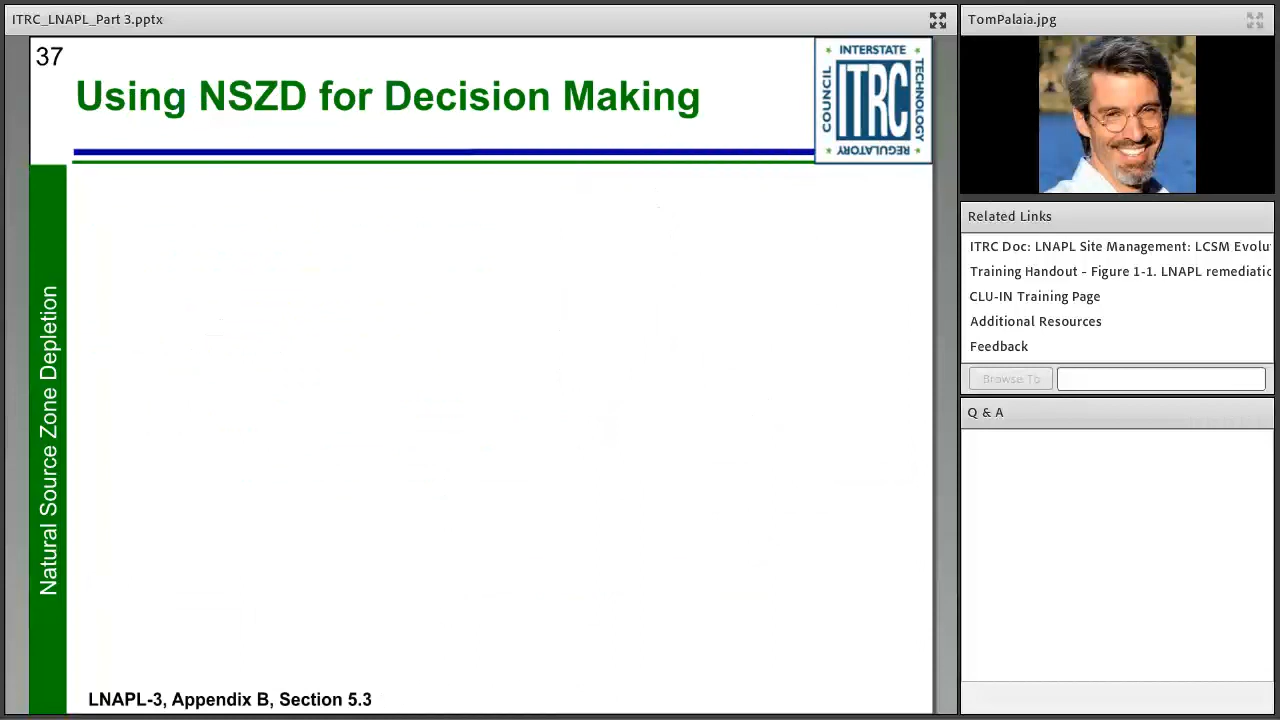 ITRC_LNAPL_Part 3.pptx
37
Using NSZD for Decision Making
INTERSTATE
COUNCIL
ITRC
TECHNOLOGY
REGULATORY
Natural Source Zone Depletion
LNAPL-3, Appendix B, Section 5.3
TomPalaia.jpg
Related Links
ITRC Doc: LNAPL Site Management: LCSM Evolu
Training Handout - Figure 1-1. LNAPL remediatic
CLU-IN Training Page
Additional Resources
Feedback
Browse To
Q & A